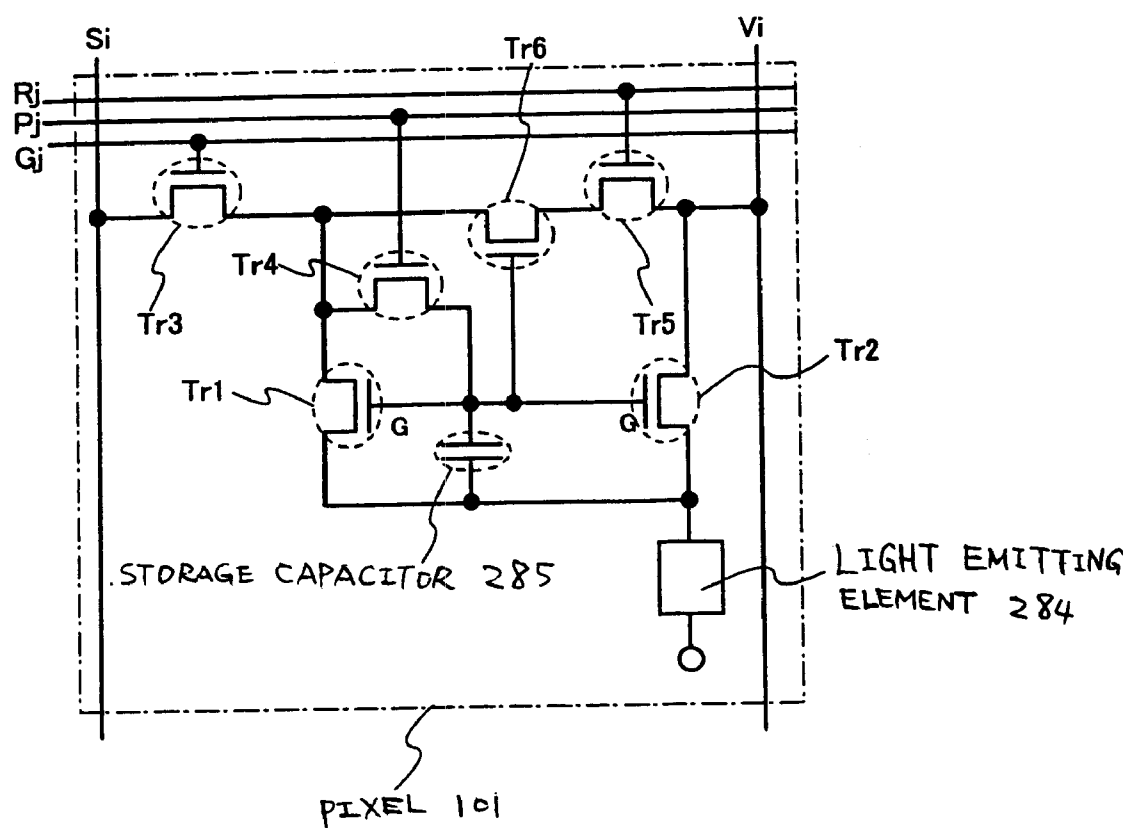 Si
Vi
Tr6
Rj
Pj
Gj
Tr4
Tr3
Tr5
Tr2
Tr1
G
G
.STORAGE CAPACITOR 285
LIGHT EMITTING
ELEMENT 284
PIXEL 101